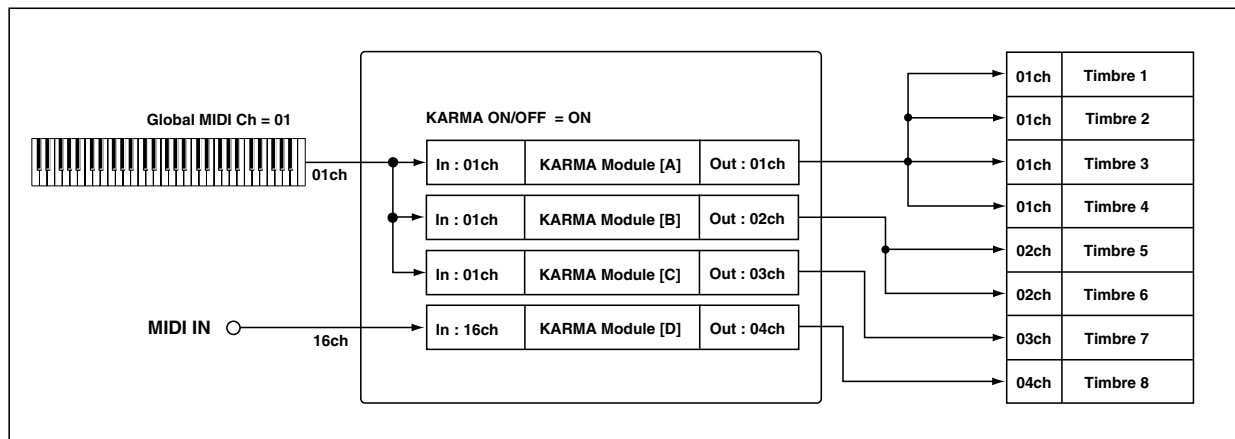 Global MIDI Ch = 01
01ch
MIDI IN
16ch
KARMA ON/OFF = ON
In : 01ch KARMA Module [A] Out : 01ch
In : 01ch KARMA Module [B] Out : 02ch
In : 01ch KARMA Module [C] Out : 03ch
In : 16ch KARMA Module [D] Out : 04ch
01ch Timbre 1
01ch Timbre 2
01ch Timbre 3
01ch Timbre 4
02ch Timbre 5
02ch Timbre 6
03ch Timbre 7
04ch Timbre 8